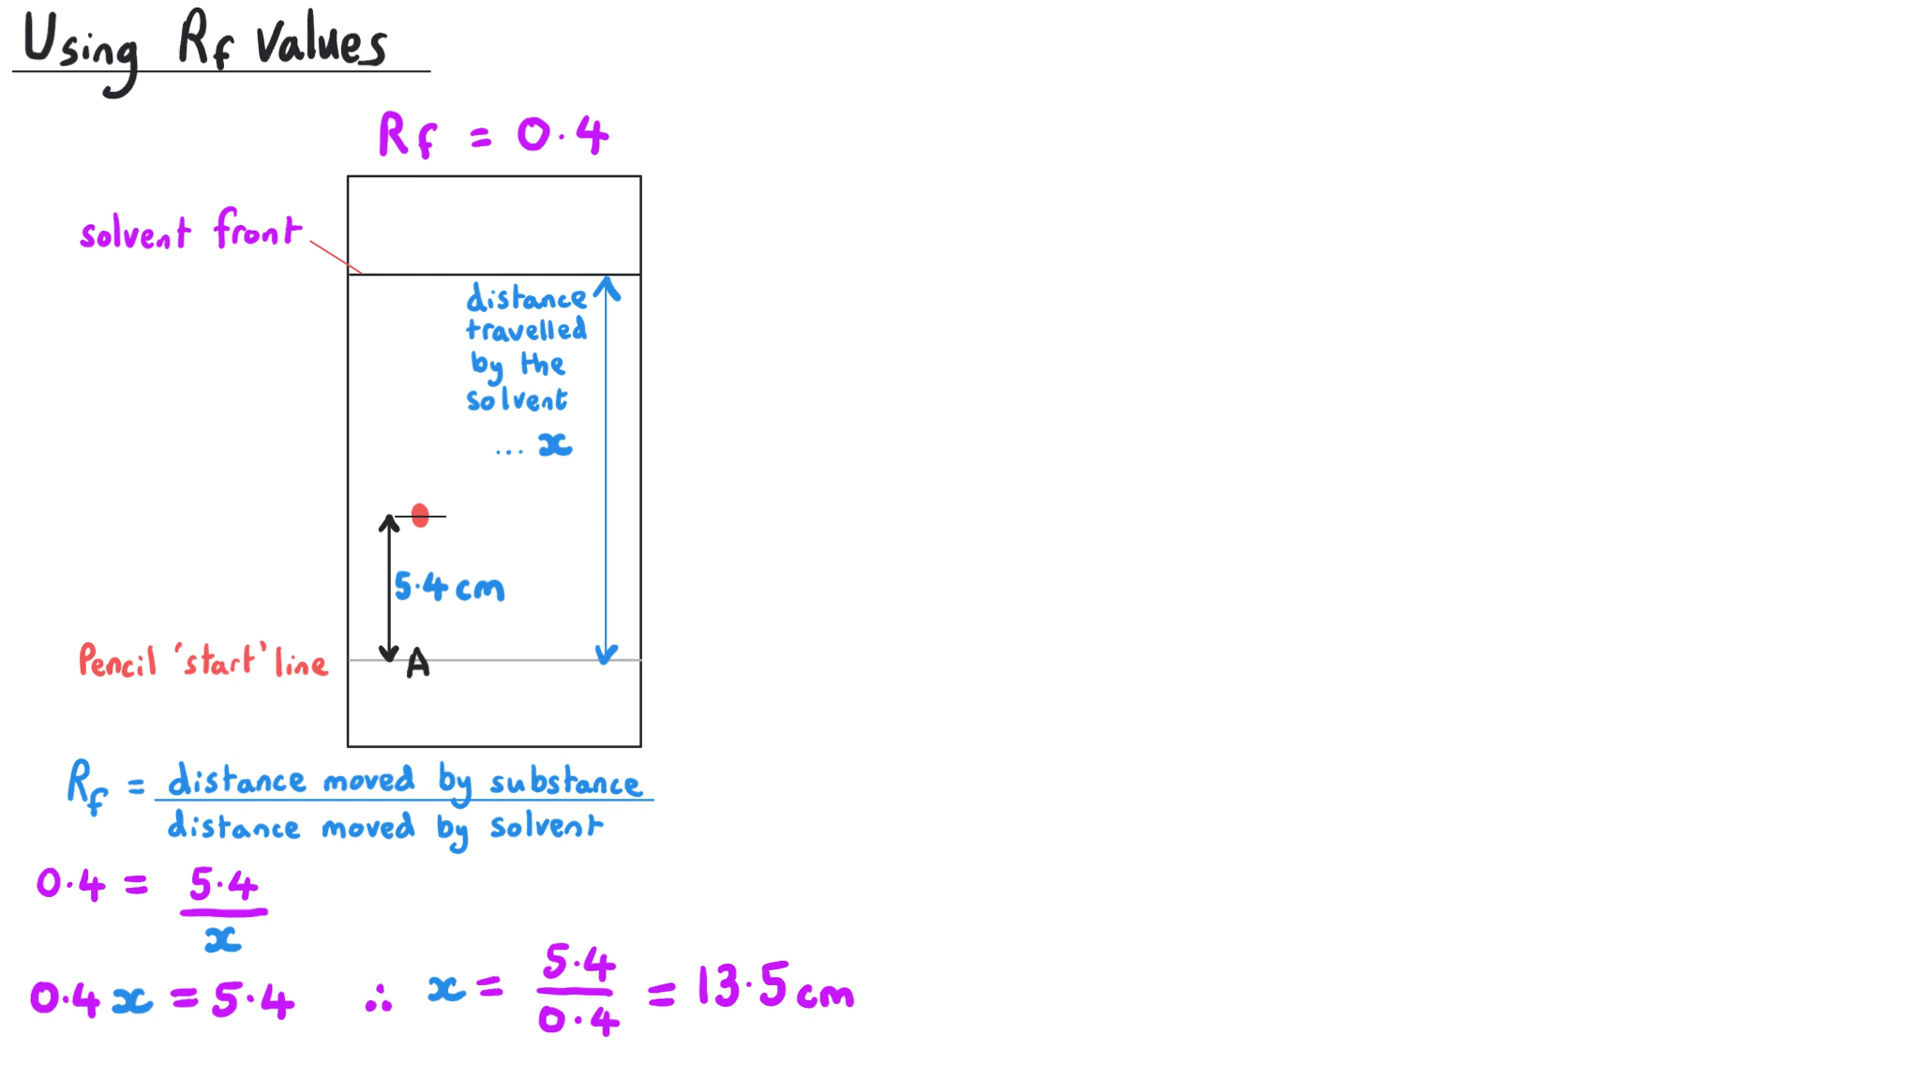 Using Rf values
Rf = 0.4
solvent front
distance
travelled
by the
solvent
... x
5.4 cm
Pencil 'start' line
A
Rf = distance moved by substance
distance moved by solvent
0.4 = 5.4
x
0.4 x = 5.4 ∴ x = 5.4 / 0.4 = 13.5 cm